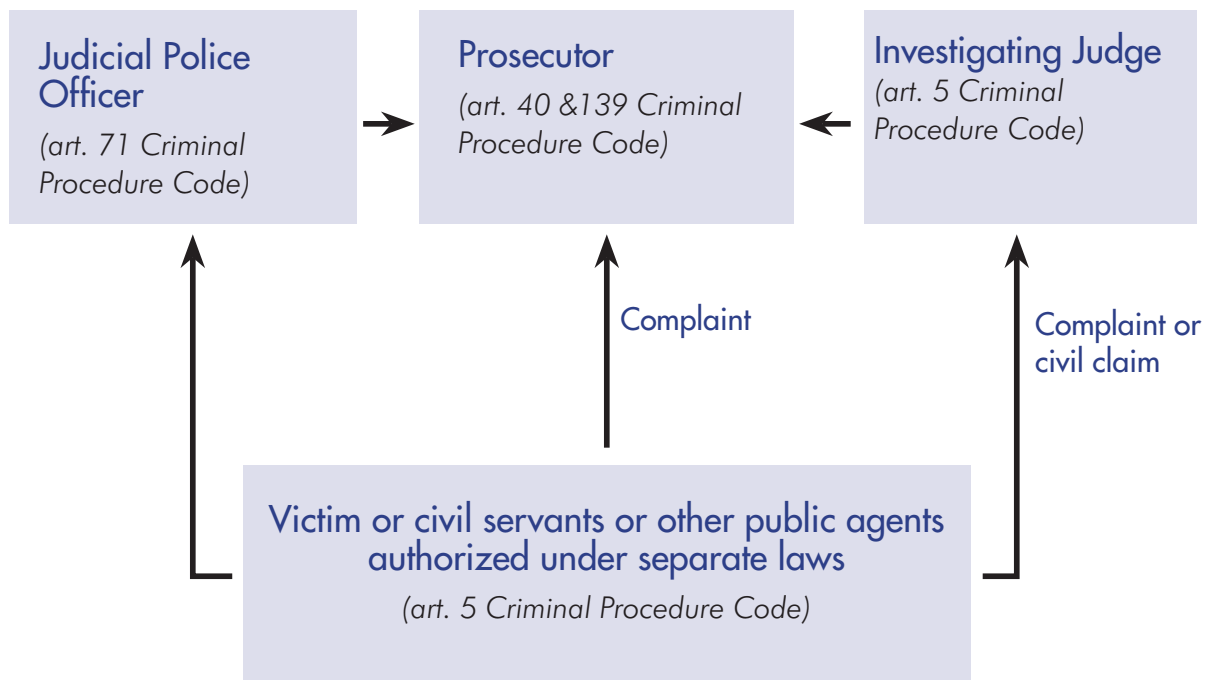 Judicial Police
Officer
(art. 71 Criminal
Procedure Code)
Prosecutor
(art. 40 &139 Criminal
Procedure Code)
Investigating Judge
(art. 5 Criminal
Procedure Code)
Complaint
Complaint or
civil claim
Victim or civil servants or other public agents
authorized under separate laws
(art. 5 Criminal Procedure Code)